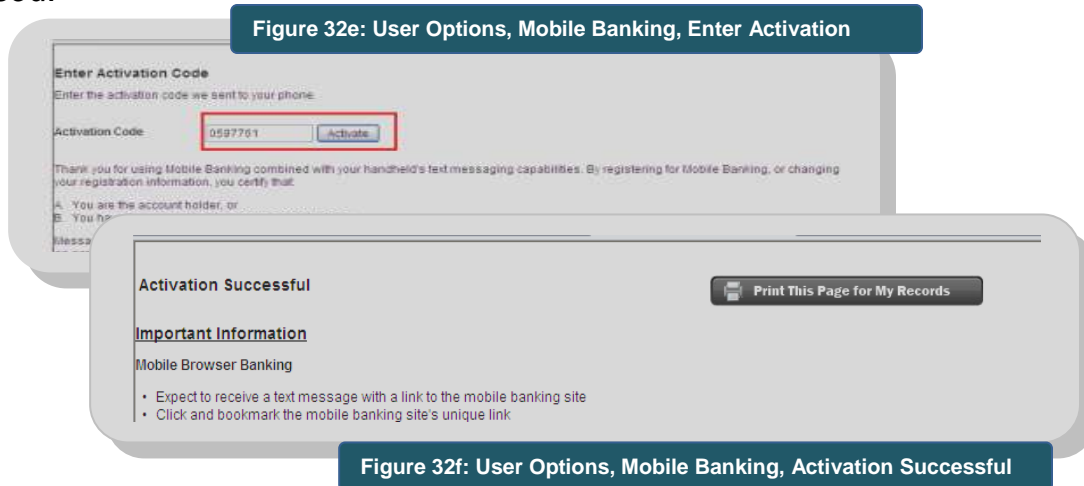 Figure 32e: User Options, Mobile Banking, Enter Activation
Enter Activation Code
Enter the activation code we sent to your phone.
Activation Code 0597761 Activate
Thank you for using Mobile Banking combined with your handheld's text messaging capabilities. By registering for Mobile Banking, or changing
your registration information, you certify that:
A. You are the account holder, or
B. You ha
Messa
Activation Successful
Print This Page for My Records
Important Information
Mobile Browser Banking
• Expect to receive a text message with a link to the mobile banking site
• Click and bookmark the mobile banking site's unique link
Figure 32f: User Options, Mobile Banking, Activation Successful